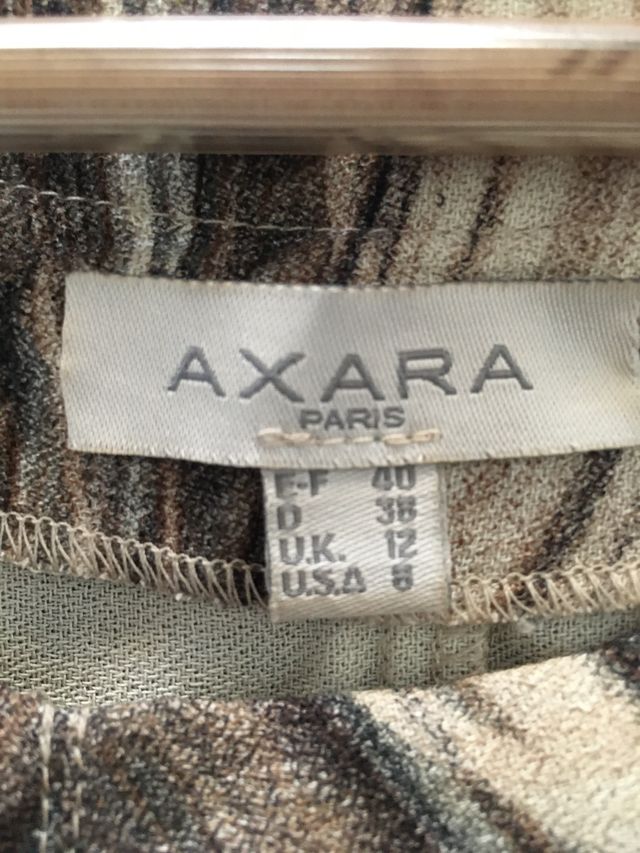 AXARA
PARIS
E-F 40
D 38
U.K. 12
U.S.A 8